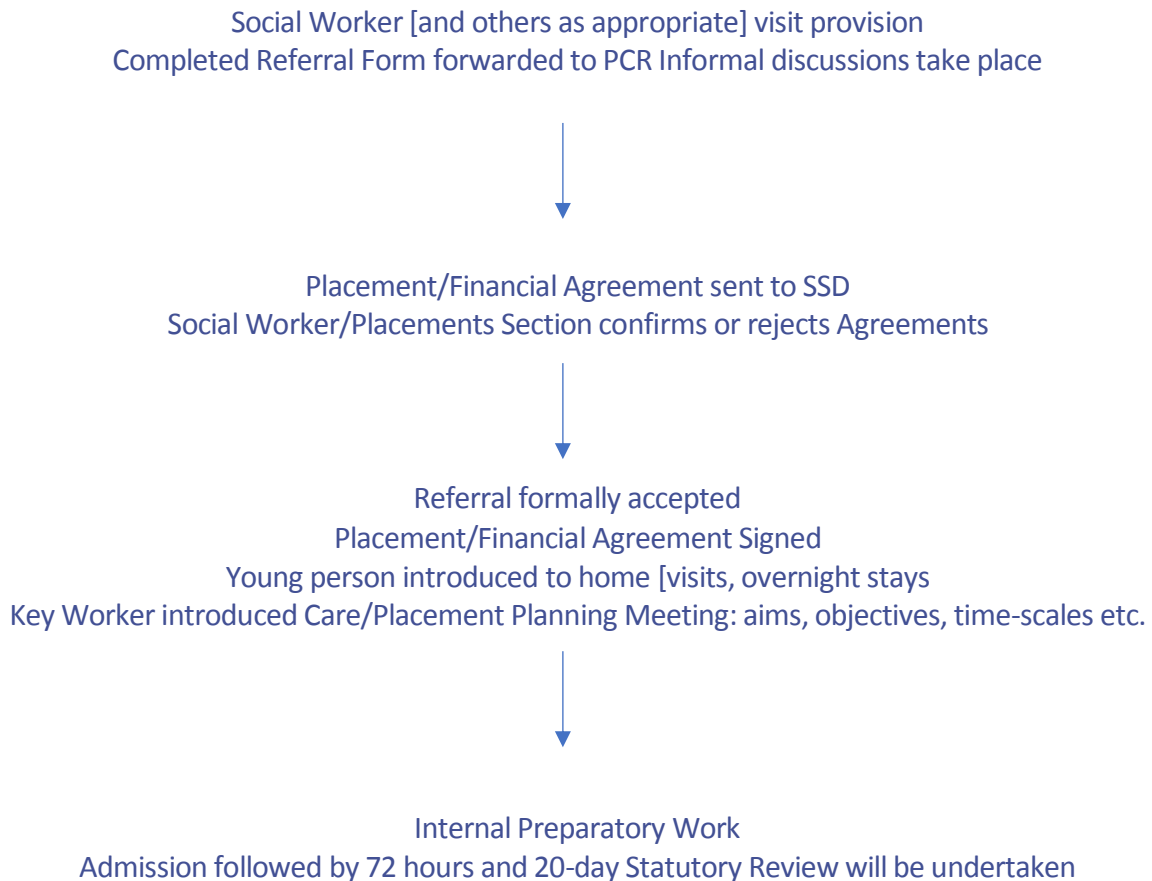 Social Worker [and others as appropriate] visit provision
Completed Referral Form forwarded to PCR Informal discussions take place
Placement/Financial Agreement sent to SSD
Social Worker/Placements Section confirms or rejects Agreements
Referral formally accepted
Placement/Financial Agreement Signed
Young person introduced to home [visits, overnight stays
Key Worker introduced Care/Placement Planning Meeting: aims, objectives, time-scales etc.
Internal Preparatory Work
Admission followed by 72 hours and 20-day Statutory Review will be undertaken